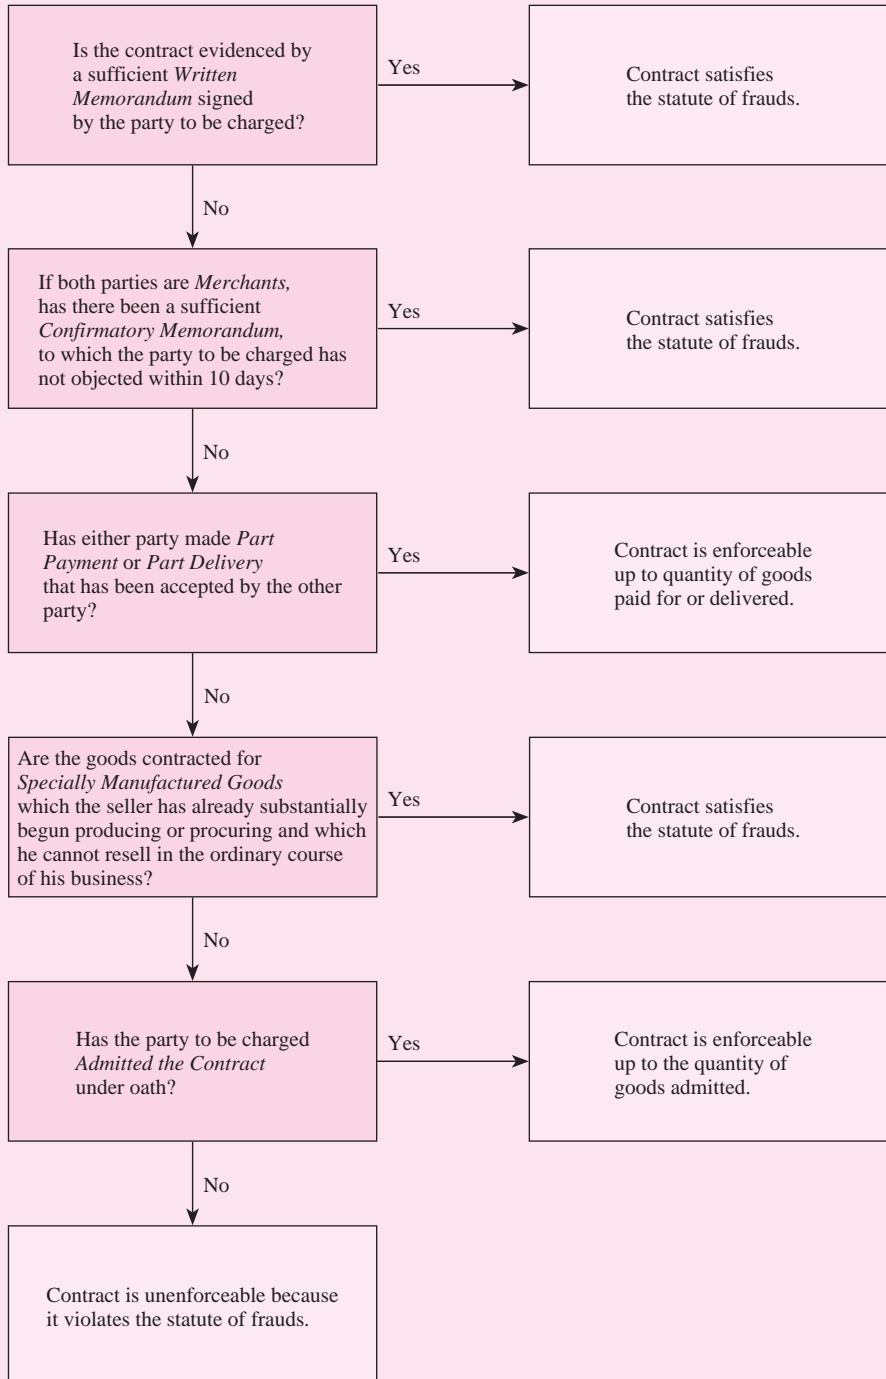 Is the contract evidenced by
a sufficient Written
Memorandum signed
by the party to be charged?
Yes
Contract satisfies
the statute of frauds.
No
If both parties are Merchants,
has there been a sufficient
Confirmatory Memorandum,
to which the party to be charged has
not objected within 10 days?
Yes
Contract satisfies
the statute of frauds.
No
Has either party made Part
Payment or Part Delivery
that has been accepted by the other
party?
Yes
Contract is enforceable
up to quantity of goods
paid for or delivered.
No
Are the goods contracted for
Specially Manufactured Goods
which the seller has already substantially
begun producing or procuring and which
he cannot resell in the ordinary course
of his business?
Yes
Contract satisfies
the statute of frauds.
No
Has the party to be charged
Admitted the Contract
under oath?
Yes
Contract is enforceable
up to the quantity of
goods admitted.
No
Contract is unenforceable because
it violates the statute of frauds.